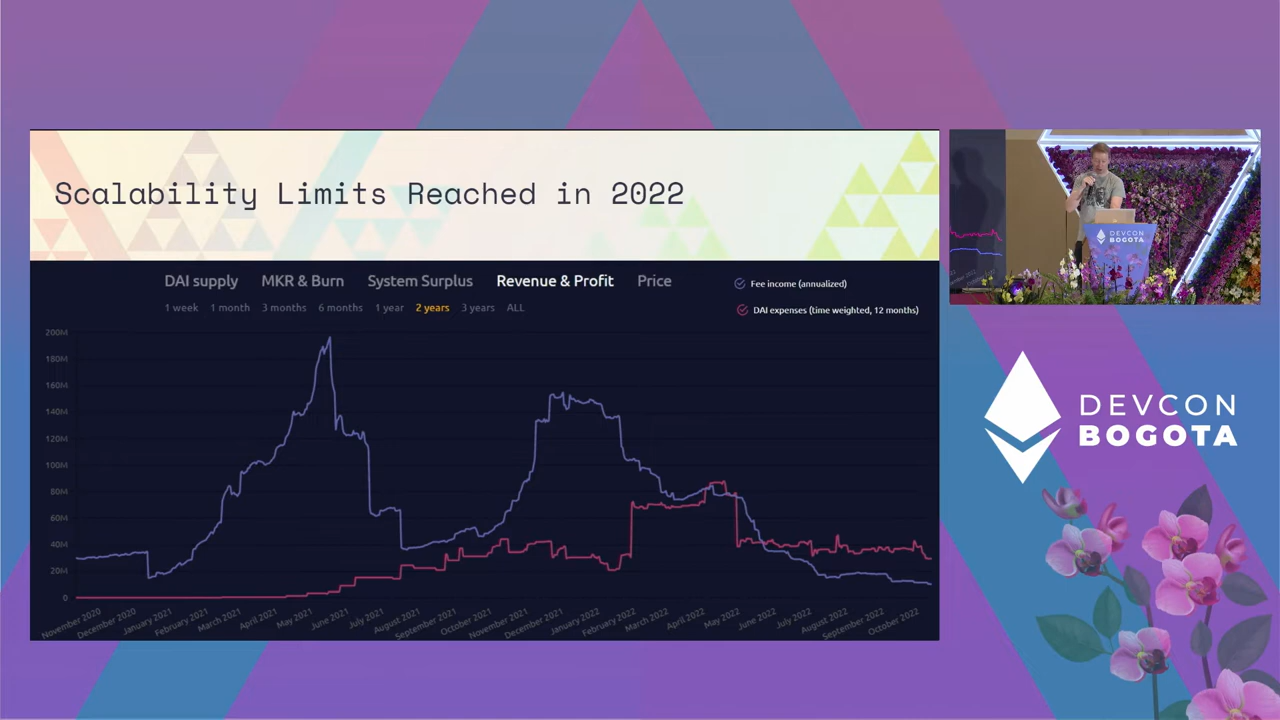 Scalability Limits Reached in 2022
DAI supply MKR & Burn System Surplus Revenue & Profit Price
1 week 1 month 3 months 6 months 1 year 2 years 3 years ALL
Fee income (annualized)
DAI expenses (time weighted, 12 months)
200M
180M
160M
140M
120M
100M
80M
60M
40M
20M
0
November 2020 December 2020 January 2021 February 2021 March 2021 April 2021 May 2021 June 2021 July 2021 August 2021 September 2021 October 2021 November 2021 December 2021 January 2022 February 2022 March 2022 April 2022 May 2022 June 2022 July 2022 August 2022 September 2022 October 2022
DEVCON
BOGOTA
DEVCON
BOGOTA